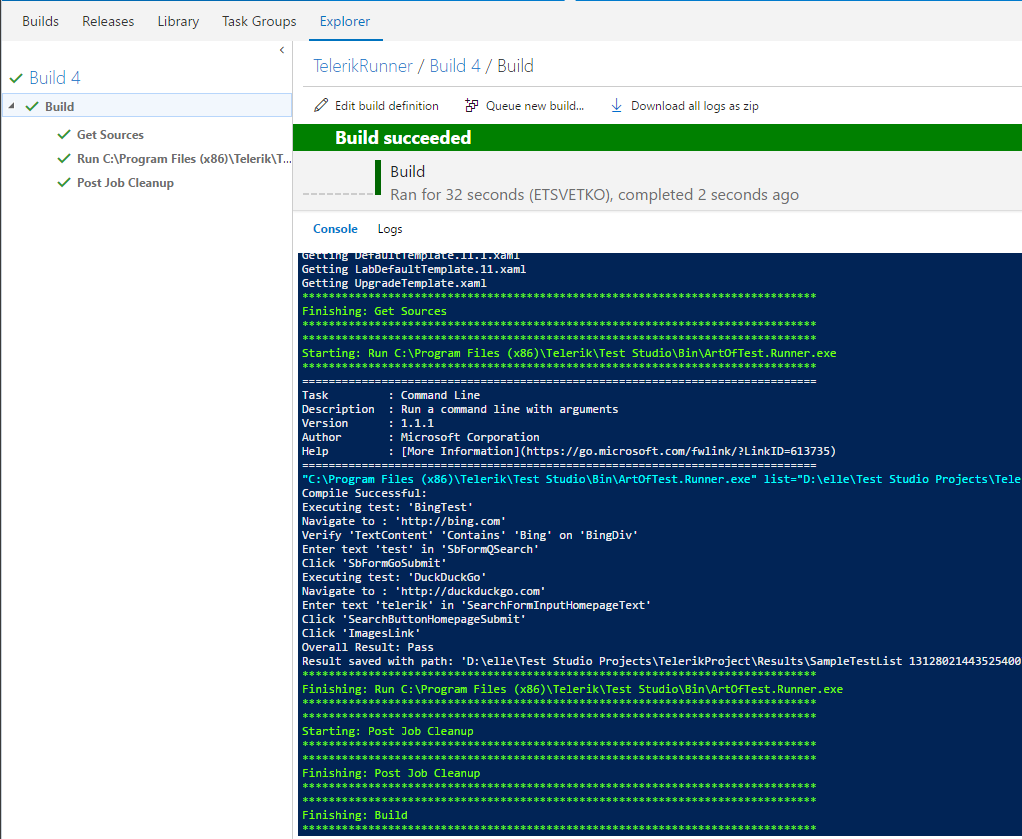 Builds Releases Library Task Groups Explorer
Build 4
Build
Get Sources
Run C:\Program Files (x86)\Telerik\T...
Post Job Cleanup
TelerikRunner / Build 4 / Build
Edit build definition Queue new build... Download all logs as zip
Build succeeded
Build
Ran for 32 seconds (ETSVETKO), completed 2 seconds ago
Console Logs
Getting DefaultTemplate.11.1.xaml
Getting LabDefaultTemplate.11.xaml
Getting UpgradeTemplate.xaml
******************************************************************************
Finishing: Get Sources
******************************************************************************
******************************************************************************
Starting: Run C:\Program Files (x86)\Telerik\Test Studio\Bin\ArtOfTest.Runner.exe
******************************************************************************
==============================================================================
Task         : Command Line
Description  : Run a command line with arguments
Version      : 1.1.1
Author       : Microsoft Corporation
Help         : [More Information](https://go.microsoft.com/fwlink/?LinkID=613735)
==============================================================================
"C:\Program Files (x86)\Telerik\Test Studio\Bin\ArtOfTest.Runner.exe" list="D:\elle\Test Studio Projects\Tele
Compile Successful:
Executing test: 'BingTest'
Navigate to : 'http://bing.com'
Verify 'TextContent' 'Contains' 'Bing' on 'BingDiv'
Enter text 'test' in 'SbFormQSearch'
Click 'SbFormGoSubmit'
Executing test: 'DuckDuckGo'
Navigate to : 'http://duckduckgo.com'
Enter text 'telerik' in 'SearchFormInputHomepageText'
Click 'SearchButtonHomepageSubmit'
Click 'ImagesLink'
Overall Result: Pass
Result saved with path: 'D:\elle\Test Studio Projects\TelerikProject\Results\SampleTestList 13128021443525400
******************************************************************************
Finishing: Run C:\Program Files (x86)\Telerik\Test Studio\Bin\ArtOfTest.Runner.exe
******************************************************************************
******************************************************************************
Starting: Post Job Cleanup
******************************************************************************
******************************************************************************
Finishing: Post Job Cleanup
******************************************************************************
******************************************************************************
Finishing: Build
******************************************************************************